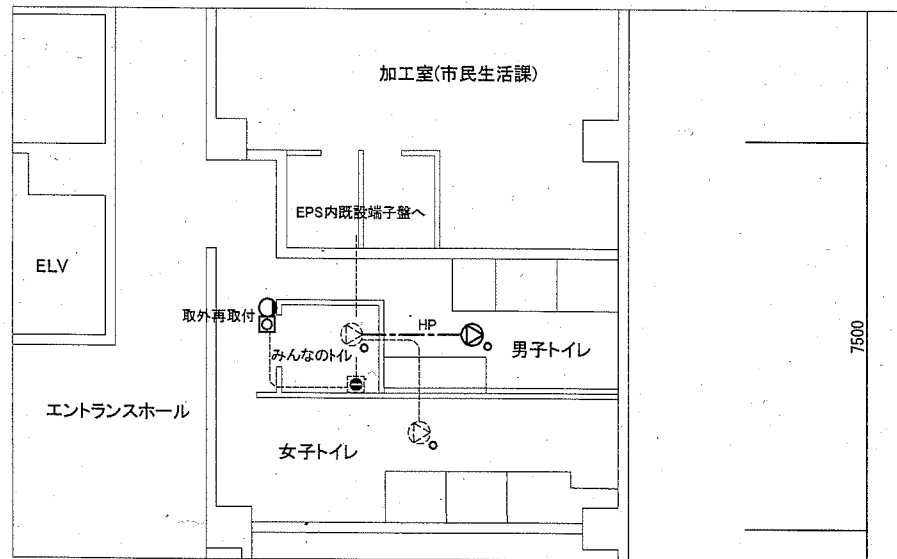 加工室(市民生活課)
EPS内既設端子盤へ
ELV
取外再取付
HP
みんなのトイレ
男子トイレ
7500
エントランスホール
女子トイレ